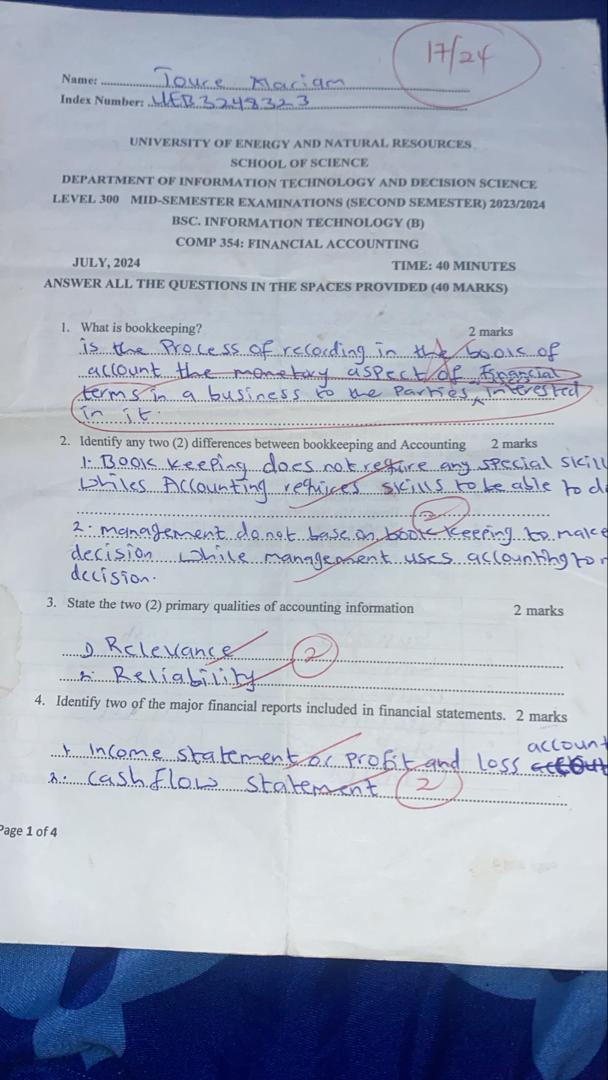 17/24
Name: Toure Mariam
Index Number: UEB3248323
UNIVERSITY OF ENERGY AND NATURAL RESOURCES
SCHOOL OF SCIENCE
DEPARTMENT OF INFORMATION TECHNOLOGY AND DECISION SCIENCE
LEVEL 300 MID-SEMESTER EXAMINATIONS (SECOND SEMESTER) 2023/2024
BSC. INFORMATION TECHNOLOGY (B)
COMP 354: FINANCIAL ACCOUNTING
JULY, 2024 TIME: 40 MINUTES
ANSWER ALL THE QUESTIONS IN THE SPACES PROVIDED (40 MARKS)
1. What is bookkeeping? 2 marks
is the Process of recording in the books of
account the monetary aspect of Financial
terms in a business to the Parties interested
in it.
2. Identify any two (2) differences between bookkeeping and Accounting 2 marks
1. Book keeping does not require any special skill
whiles Accounting requires skills to be able to d
2
2. management do not base on book keeping to make
decision while management uses accounting to m
decision.
3. State the two (2) primary qualities of accounting information 2 marks
1) Relevance 2
2. Reliability
4. Identify two of the major financial reports included in financial statements. 2 marks
1. Income statement or profit and loss account
2. Cashflow statement 2
Page 1 of 4